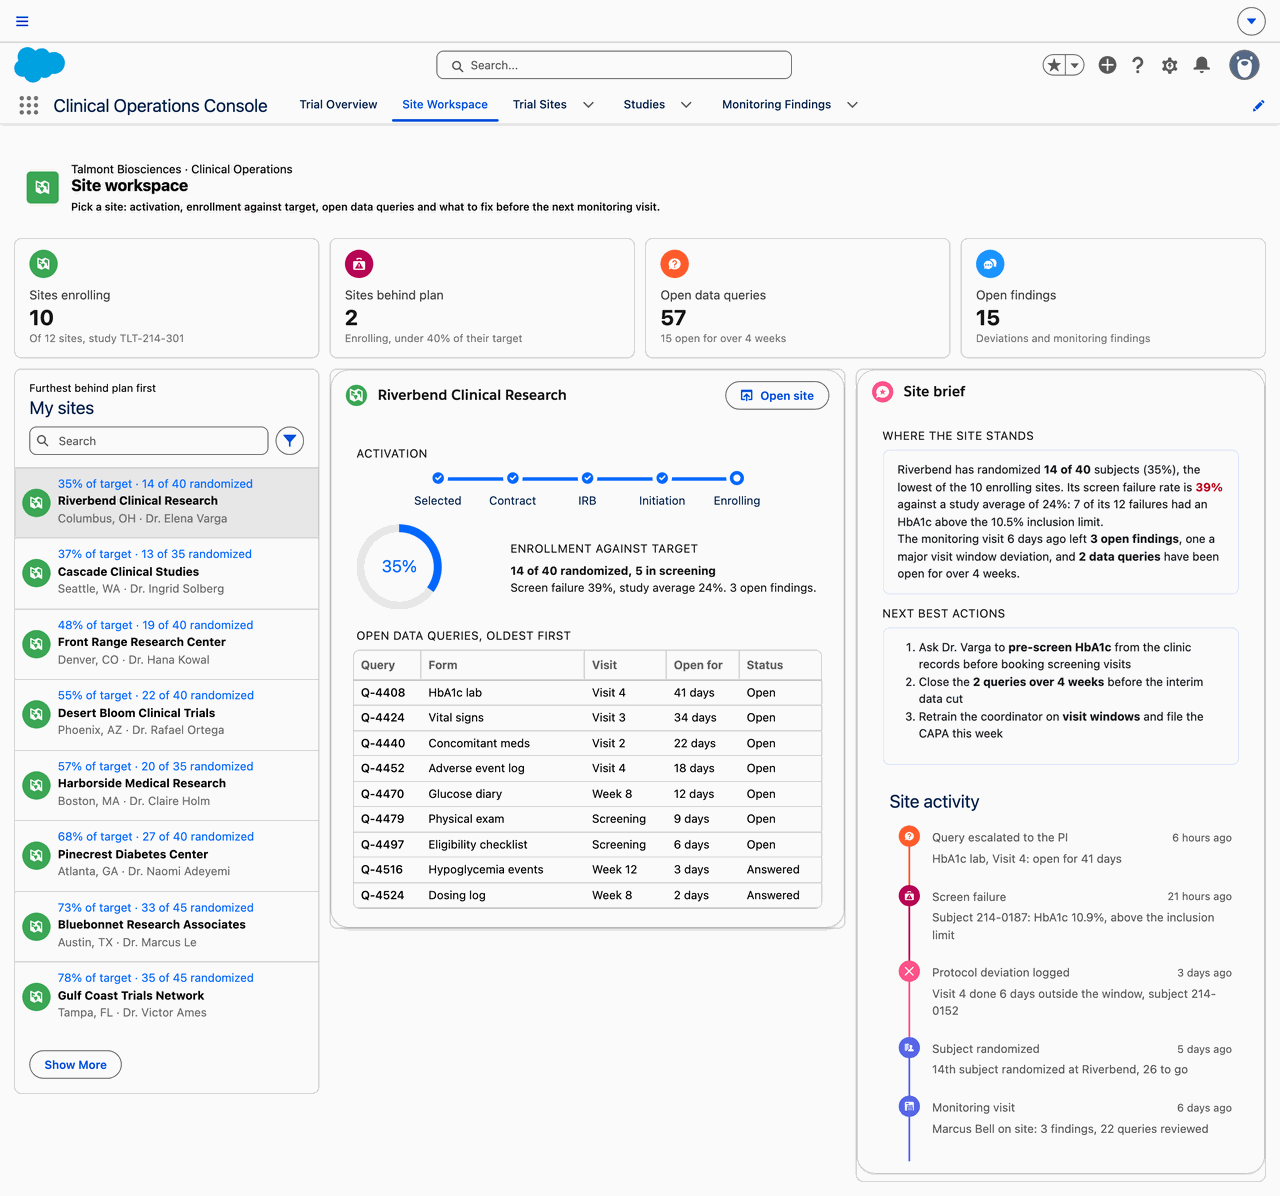 Search...
Clinical Operations Console
Trial Overview
Site Workspace
Trial Sites
Studies
Monitoring Findings
Talmont Biosciences · Clinical Operations
Site workspace
Pick a site: activation, enrollment against target, open data queries and what to fix before the next monitoring visit.
Sites enrolling
10
Of 12 sites, study TLT-214-301
Sites behind plan
2
Enrolling, under 40% of their target
Open data queries
57
15 open for over 4 weeks
Open findings
15
Deviations and monitoring findings
Furthest behind plan first
My sites
Search
35% of target · 14 of 40 randomized
Riverbend Clinical Research
Columbus, OH · Dr. Elena Varga
37% of target · 13 of 35 randomized
Cascade Clinical Studies
Seattle, WA · Dr. Ingrid Solberg
48% of target · 19 of 40 randomized
Front Range Research Center
Denver, CO · Dr. Hana Kowal
55% of target · 22 of 40 randomized
Desert Bloom Clinical Trials
Phoenix, AZ · Dr. Rafael Ortega
57% of target · 20 of 35 randomized
Harborside Medical Research
Boston, MA · Dr. Claire Holm
68% of target · 27 of 40 randomized
Pinecrest Diabetes Center
Atlanta, GA · Dr. Naomi Adeyemi
73% of target · 33 of 45 randomized
Bluebonnet Research Associates
Austin, TX · Dr. Marcus Le
78% of target · 35 of 45 randomized
Gulf Coast Trials Network
Tampa, FL · Dr. Victor Ames
Show More
Riverbend Clinical Research
Open site
ACTIVATION
Selected
Contract
IRB
Initiation
Enrolling
35%
ENROLLMENT AGAINST TARGET
14 of 40 randomized, 5 in screening
Screen failure 39%, study average 24%. 3 open findings.
OPEN DATA QUERIES, OLDEST FIRST
Query Form Visit Open for Status
Q-4408 HbA1c lab Visit 4 41 days Open
Q-4424 Vital signs Visit 3 34 days Open
Q-4440 Concomitant meds Visit 2 22 days Open
Q-4452 Adverse event log Visit 4 18 days Open
Q-4470 Glucose diary Week 8 12 days Open
Q-4479 Physical exam Screening 9 days Open
Q-4497 Eligibility checklist Screening 6 days Open
Q-4516 Hypoglycemia events Week 12 3 days Answered
Q-4524 Dosing log Week 8 2 days Answered
Site brief
WHERE THE SITE STANDS
Riverbend has randomized 14 of 40 subjects (35%), the
lowest of the 10 enrolling sites. Its screen failure rate is 39%
against a study average of 24%: 7 of its 12 failures had an
HbA1c above the 10.5% inclusion limit.
The monitoring visit 6 days ago left 3 open findings, one a
major visit window deviation, and 2 data queries have been
open for over 4 weeks.
NEXT BEST ACTIONS
1. Ask Dr. Varga to pre-screen HbA1c from the clinic
records before booking screening visits
2. Close the 2 queries over 4 weeks before the interim
data cut
3. Retrain the coordinator on visit windows and file the
CAPA this week
Site activity
Query escalated to the PI 6 hours ago
HbA1c lab, Visit 4: open for 41 days
Screen failure 21 hours ago
Subject 214-0187: HbA1c 10.9%, above the inclusion
limit
Protocol deviation logged 3 days ago
Visit 4 done 6 days outside the window, subject 214-
0152
Subject randomized 5 days ago
14th subject randomized at Riverbend, 26 to go
Monitoring visit 6 days ago
Marcus Bell on site: 3 findings, 22 queries reviewed